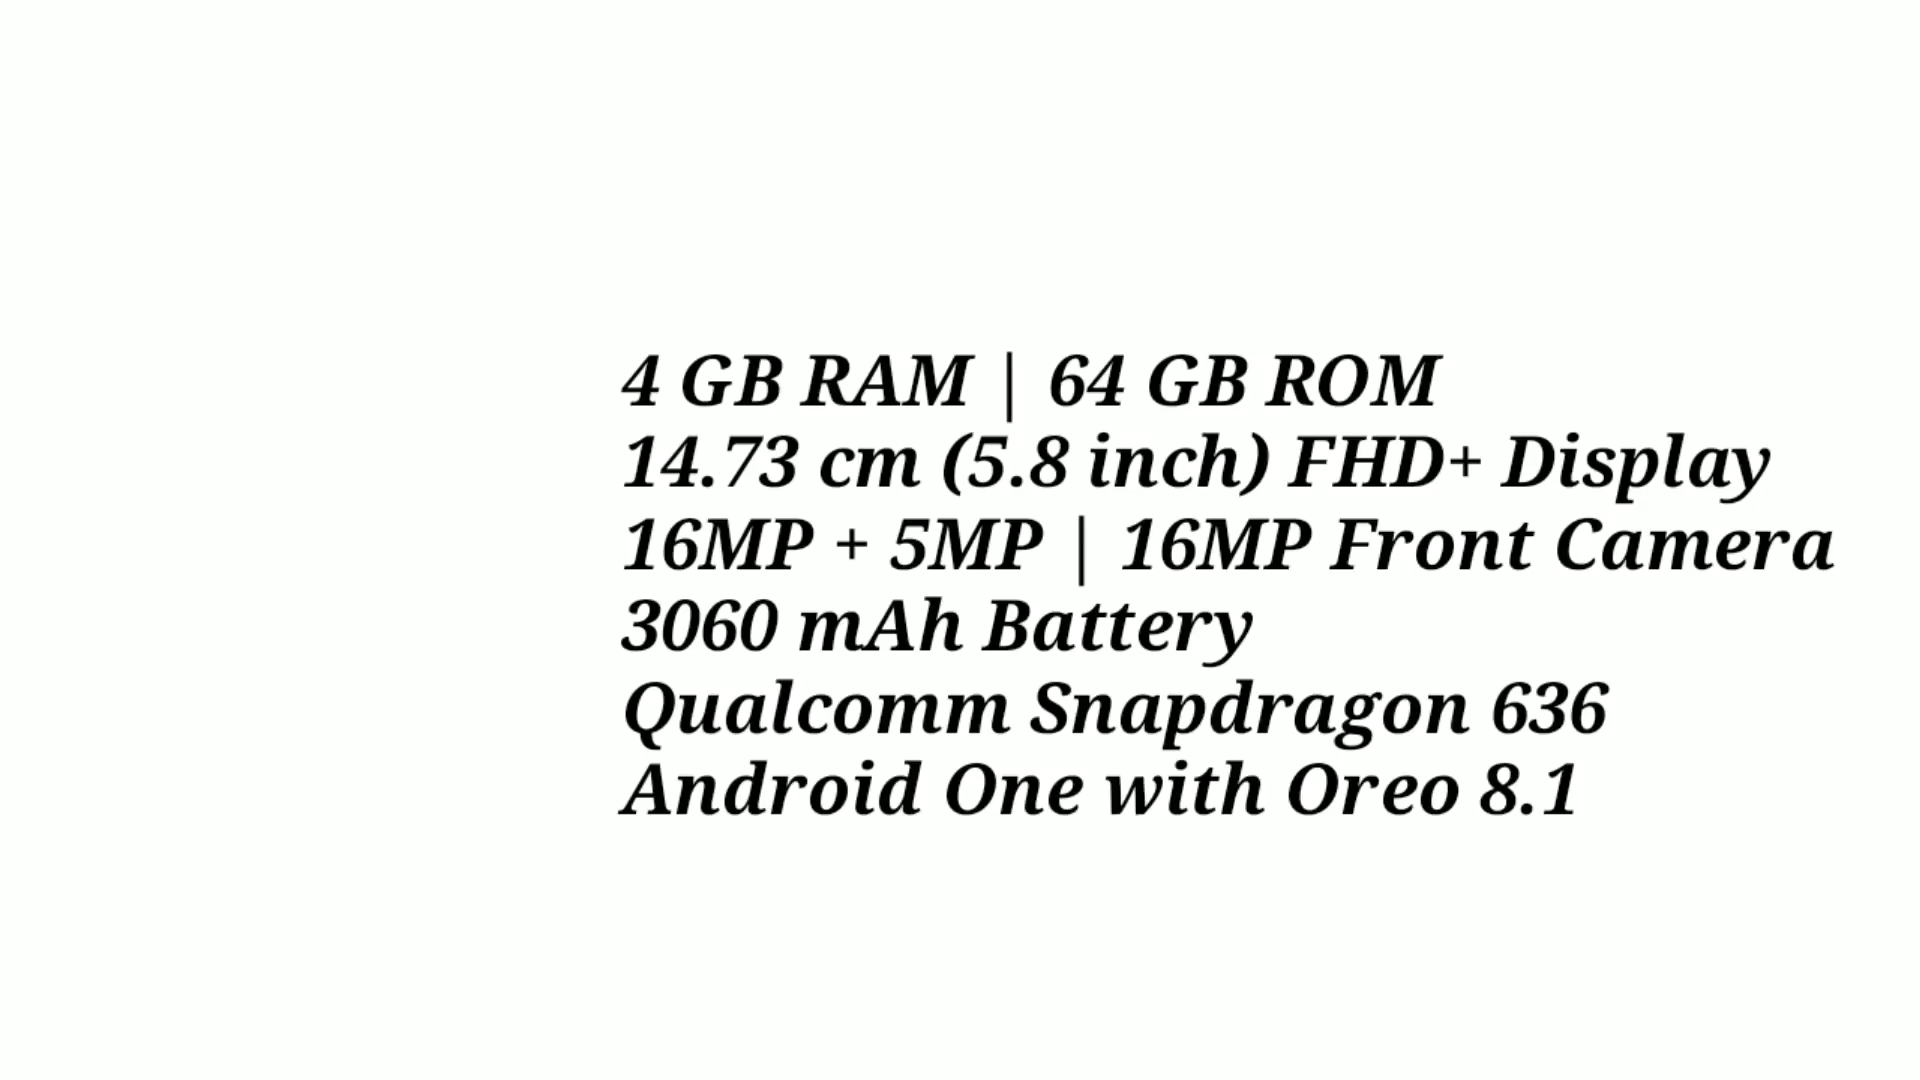 4 GB RAM | 64 GB ROM
14.73 cm (5.8 inch) FHD+ Display
16MP + 5MP | 16MP Front Camera
3060 mAh Battery
Qualcomm Snapdragon 636
Android One with Oreo 8.1